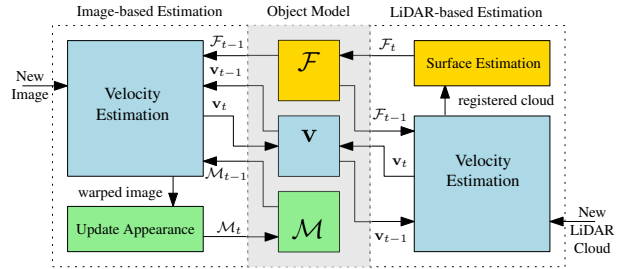 Image-based Estimation
Object Model
LiDAR-based Estimation
New
Image
Velocity
Estimation
warped image
Update Appearance
ℱt−1
vt−1
vt
ℳt−1
ℳt
ℱ
v
ℳ
ℱt
ℱt−1
vt
vt−1
Surface Estimation
registered cloud
Velocity
Estimation
New
LiDAR
Cloud